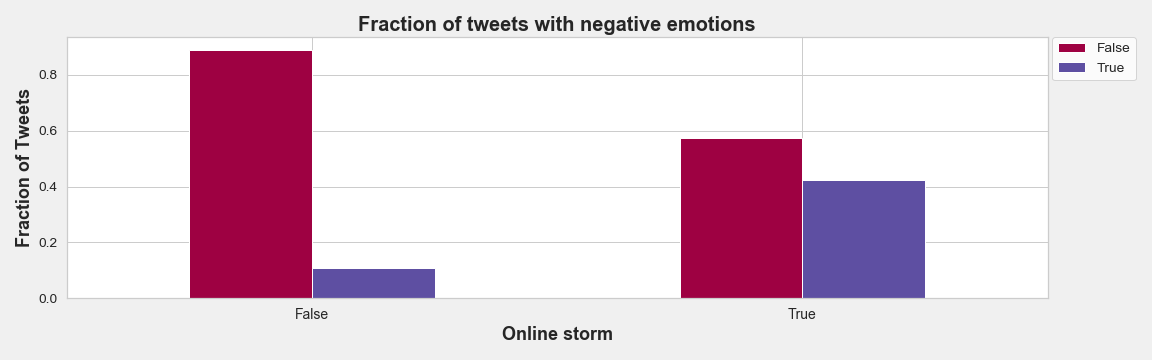 Fraction of tweets with negative emotions
False
True
Fraction of Tweets
0.8
0.6
0.4
0.2
0.0
False
True
Online storm